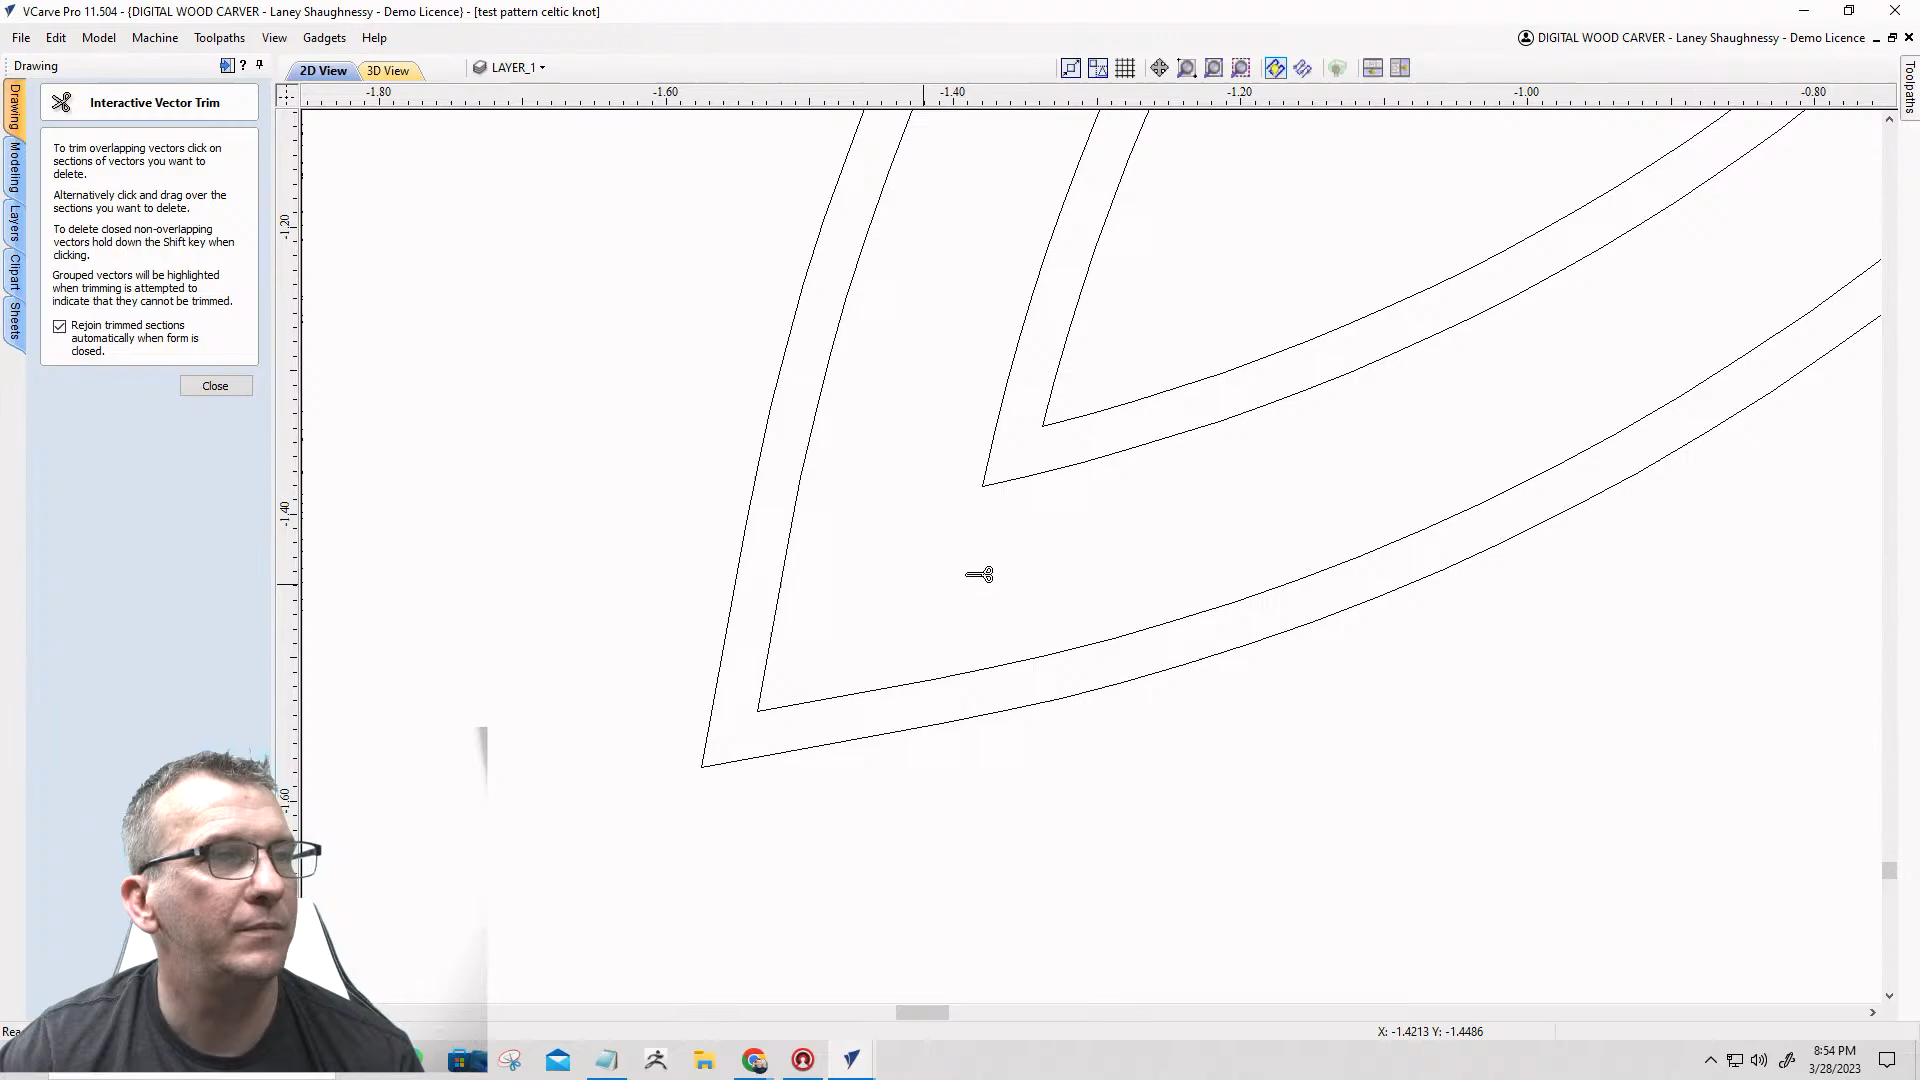 VCarve Pro 11.504 - {DIGITAL WOOD CARVER - Laney Shaughnessy - Demo Licence} - [test pattern celtic knot]
File Edit Model Machine Toolpaths View Gadgets Help
DIGITAL WOOD CARVER - Laney Shaughnessy - Demo Licence
Drawing
?
2D View
3D View
LAYER_1
Toolpaths
Drawing
Modeling
Layers
Clipart
Sheets
Interactive Vector Trim
To trim overlapping vectors click on
sections of vectors you want to
delete.
Alternatively click and drag over the
sections you want to delete.
To delete closed non-overlapping
vectors hold down the Shift key when
clicking.
Grouped vectors will be highlighted
when trimming is attempted to
indicate that they cannot be trimmed.
Rejoin trimmed sections
automatically when form is
closed.
Close
-1.80 -1.60 -1.40 -1.20 -1.00 -0.80
-1.20
-1.40
-1.60
X: -1.4213 Y: -1.4486
8:54 PM
3/28/2023